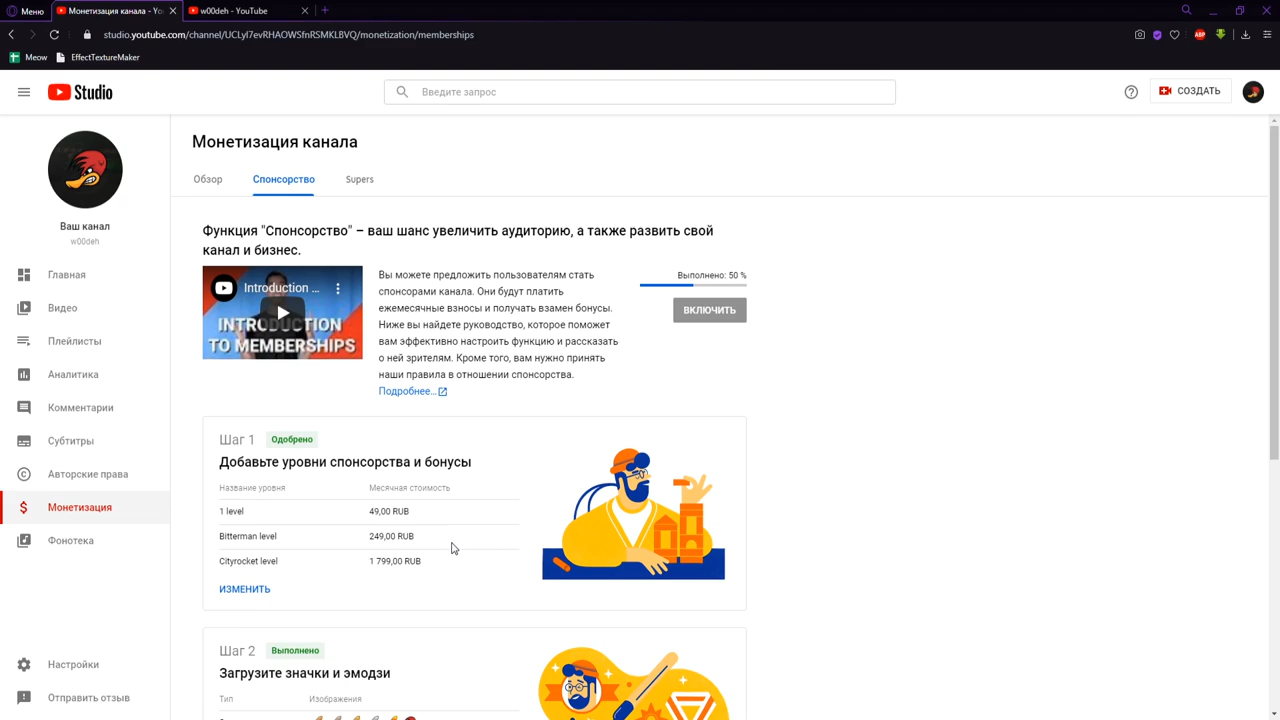 Меню
Монетизация канала - Yo
w00deh - YouTube
studio.youtube.com/channel/UCLyl7evRHAOWSfnRSMKLBVQ/monetization/memberships
ABP
Meow
EffectTextureMaker
Studio
Введите запрос
СОЗДАТЬ
Ваш канал
w00deh
Главная
Видео
Плейлисты
Аналитика
Комментарии
Субтитры
Авторские права
Монетизация
Фонотека
Настройки
Отправить отзыв
Монетизация канала
Обзор
Спонсорство
Supers
Функция "Спонсорство" – ваш шанс увеличить аудиторию, а также развить свой
канал и бизнес.
Introduction ...
INTRODUCTION
TO MEMBERSHIPS
Вы можете предложить пользователям стать
спонсорами канала. Они будут платить
ежемесячные взносы и получать взамен бонусы.
Ниже вы найдете руководство, которое поможет
вам эффективно настроить функцию и рассказать
о ней зрителям. Кроме того, вам нужно принять
наши правила в отношении спонсорства.
Подробнее...
Выполнено: 50 %
ВКЛЮЧИТЬ
Шаг 1 Одобрено
Добавьте уровни спонсорства и бонусы
Название уровня Месячная стоимость
1 level 49,00 RUB
Bitterman level 249,00 RUB
Cityrocket level 1 799,00 RUB
ИЗМЕНИТЬ
Шаг 2 Выполнено
Загрузите значки и эмодзи
Тип Изображения